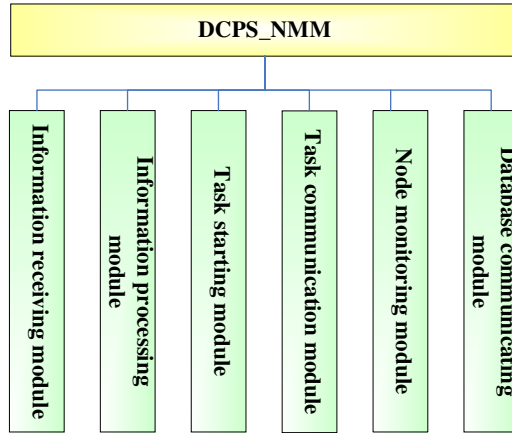 DCPS_NMM
Information receiving module
Information processing
module
Task starting module
Task communication module
Node monitoring module
Database communicating
module